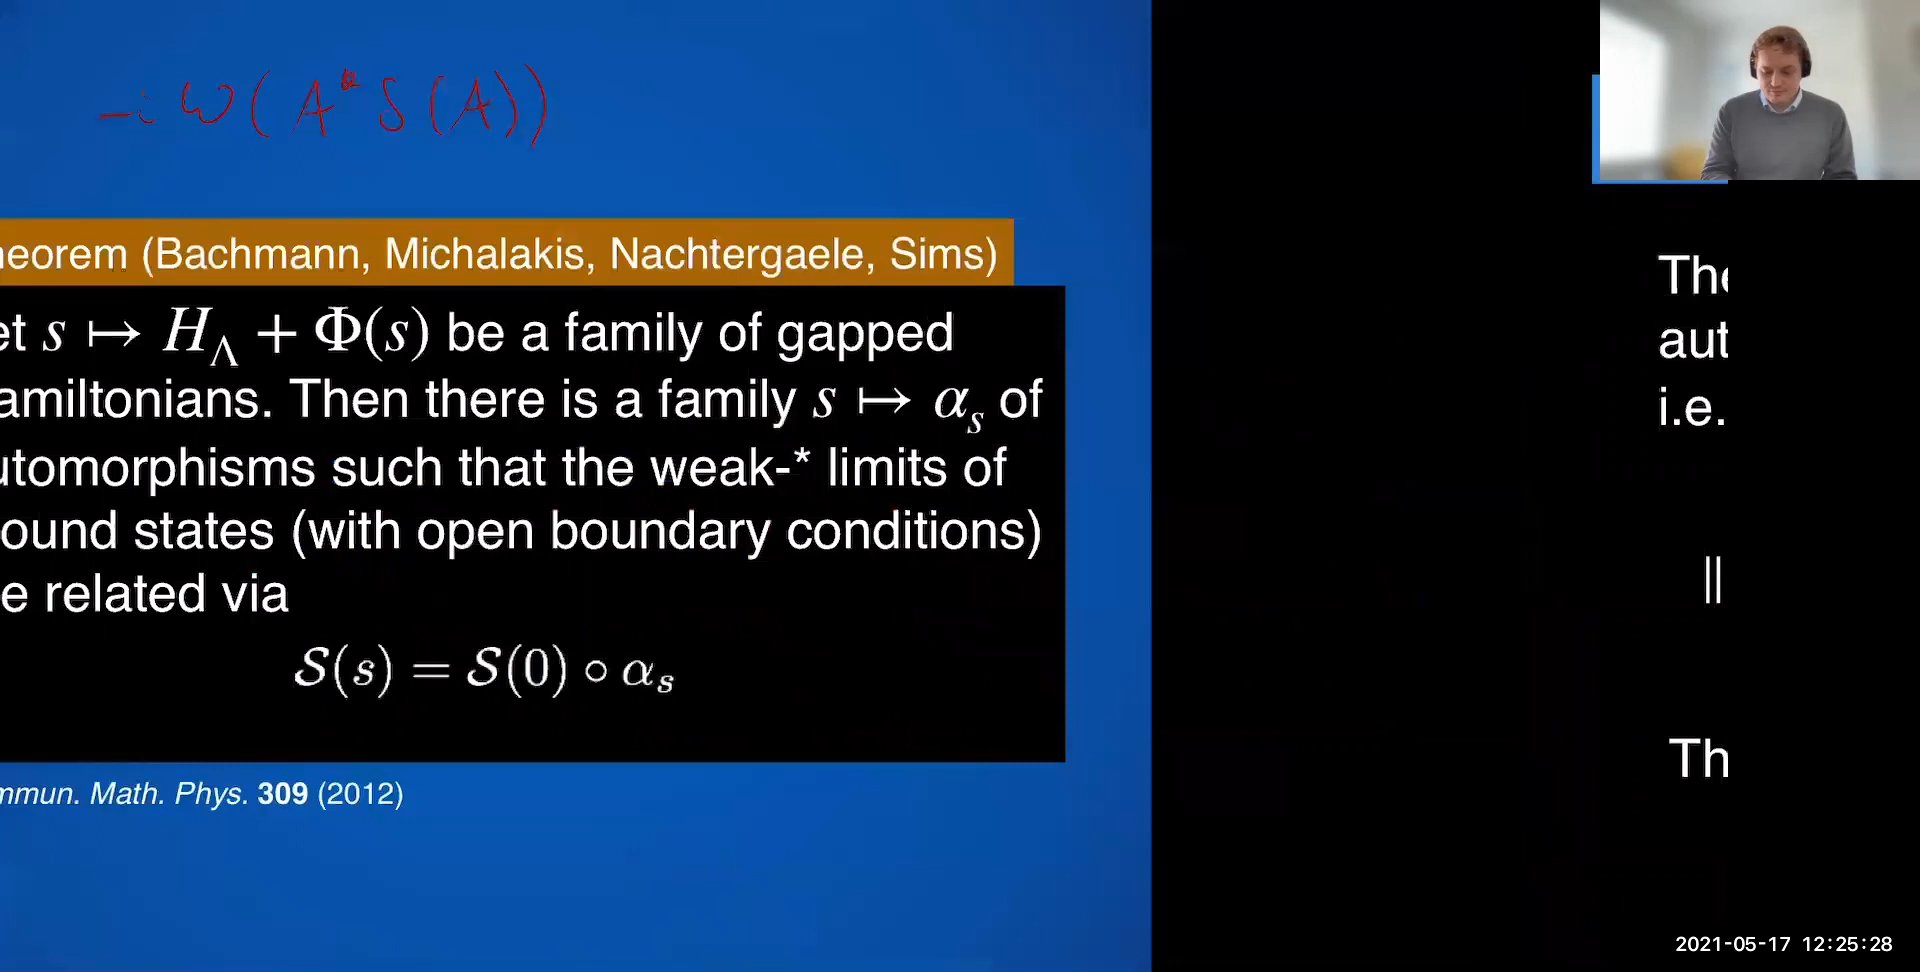 -i ω(A* δ(A))
heorem (Bachmann, Michalakis, Nachtergaele, Sims)
et s ↦ H_Λ + Φ(s) be a family of gapped
amiltonians. Then there is a family s ↦ α_s of
utomorphisms such that the weak-* limits of
ound states (with open boundary conditions)
e related via
𝒮(s) = 𝒮(0) ∘ α_s
mmun. Math. Phys. 309 (2012)
The
aut
i.e.
||
Th
2021-05-17 12:25:28